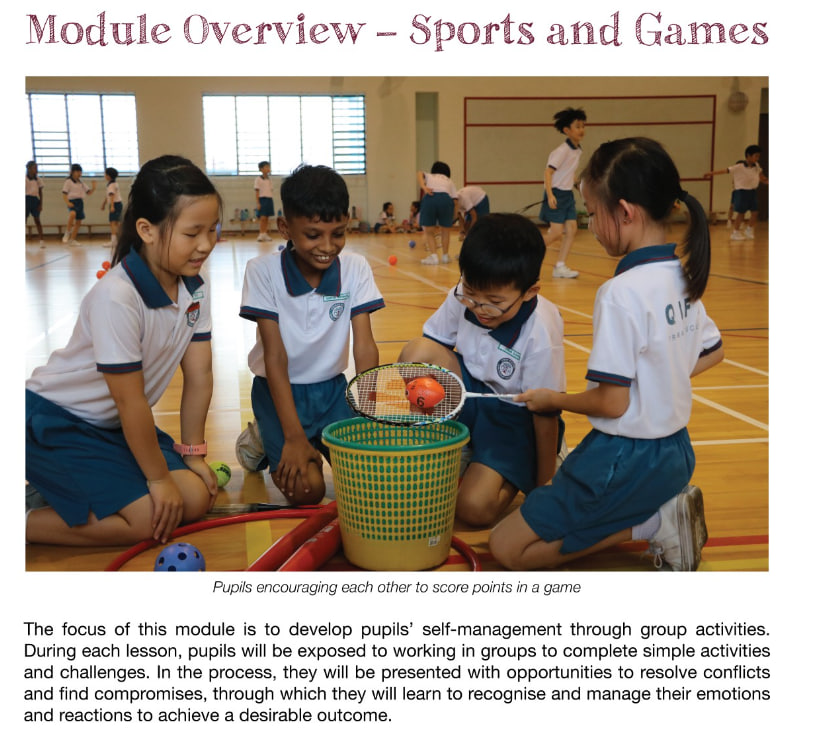 Module Overview – Sports and Games
6
Pupils encouraging each other to score points in a game
The focus of this module is to develop pupils’ self-management through group activities.
During each lesson, pupils will be exposed to working in groups to complete simple activities
and challenges. In the process, they will be presented with opportunities to resolve conflicts
and find compromises, through which they will learn to recognise and manage their emotions
and reactions to achieve a desirable outcome.